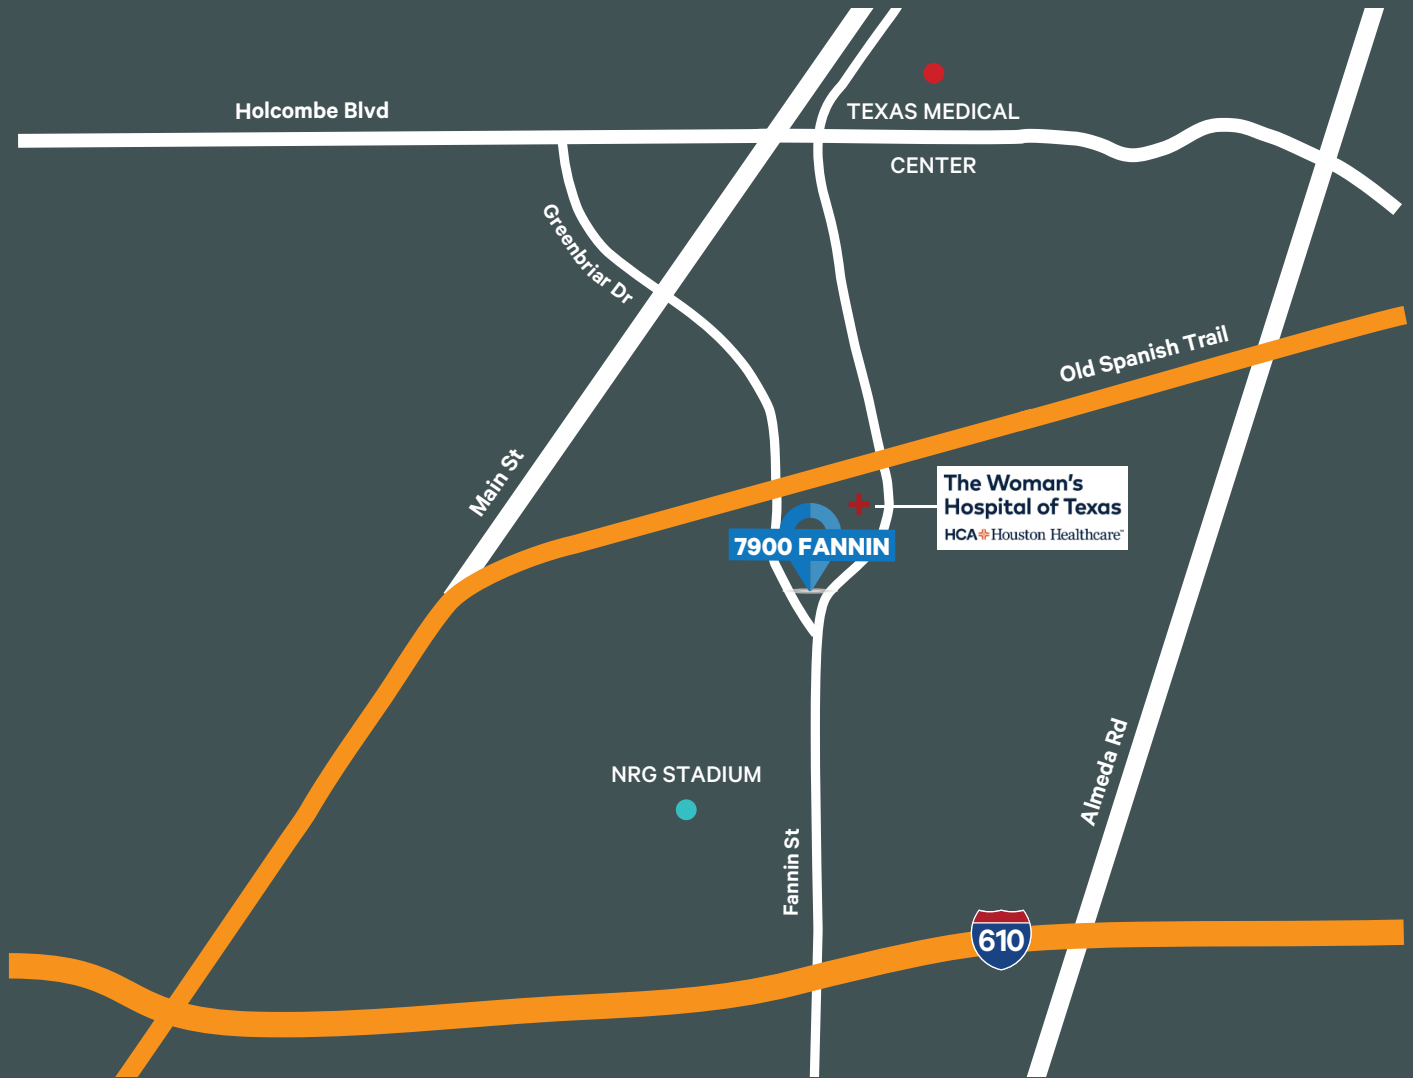 Holcombe Blvd
TEXAS MEDICAL
CENTER
Greenbriar Dr
Old Spanish Trail
Main St
The Woman's
Hospital of Texas
HCA Houston Healthcare™
7900 FANNIN
NRG STADIUM
Almeda Rd
Fannin St
610